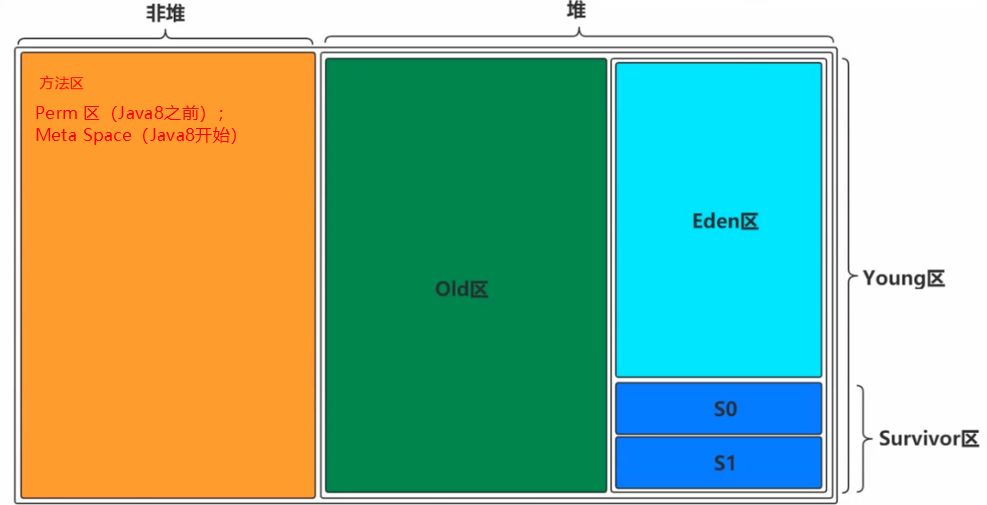 非堆
堆
方法区
Perm 区（Java8之前）;
Meta Space（Java8开始）
Old区
Eden区
S0
S1
Young区
Survivor区